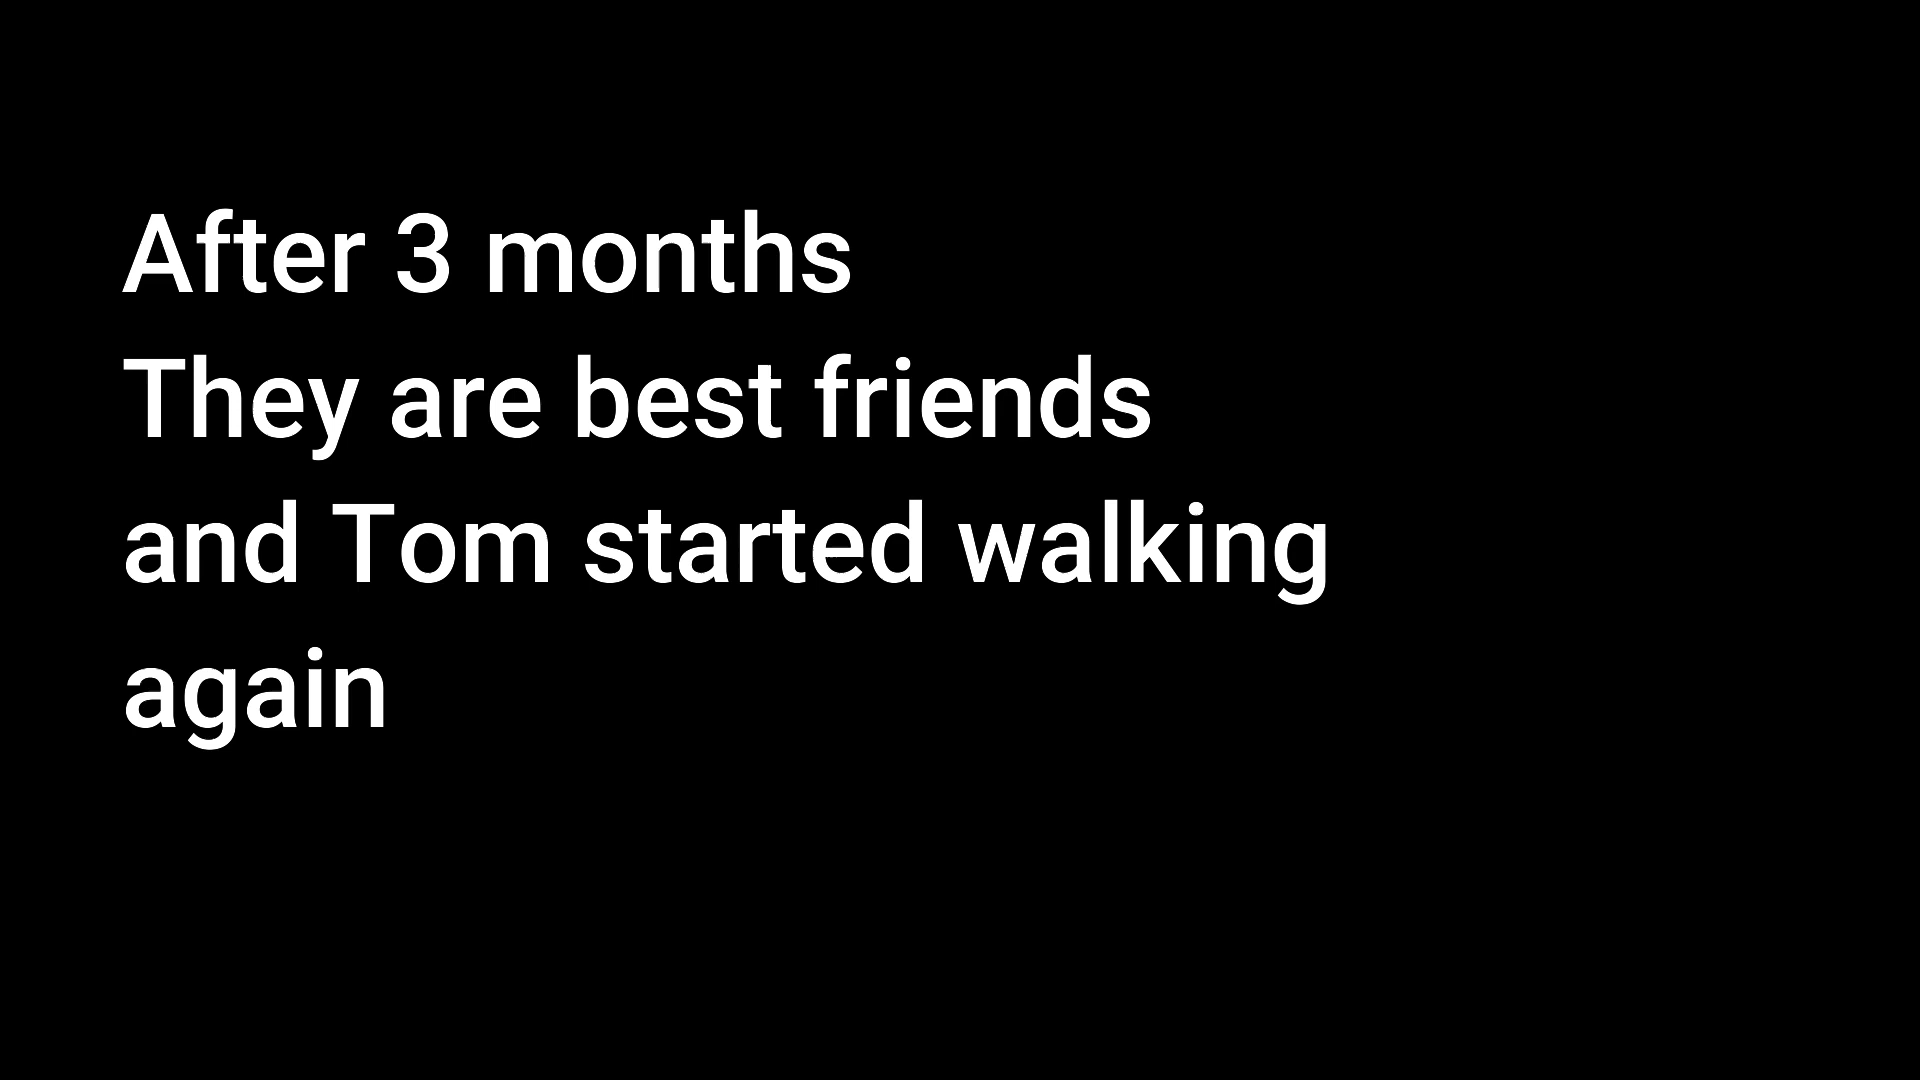 After 3 months
They are best friends
and Tom started walking
again